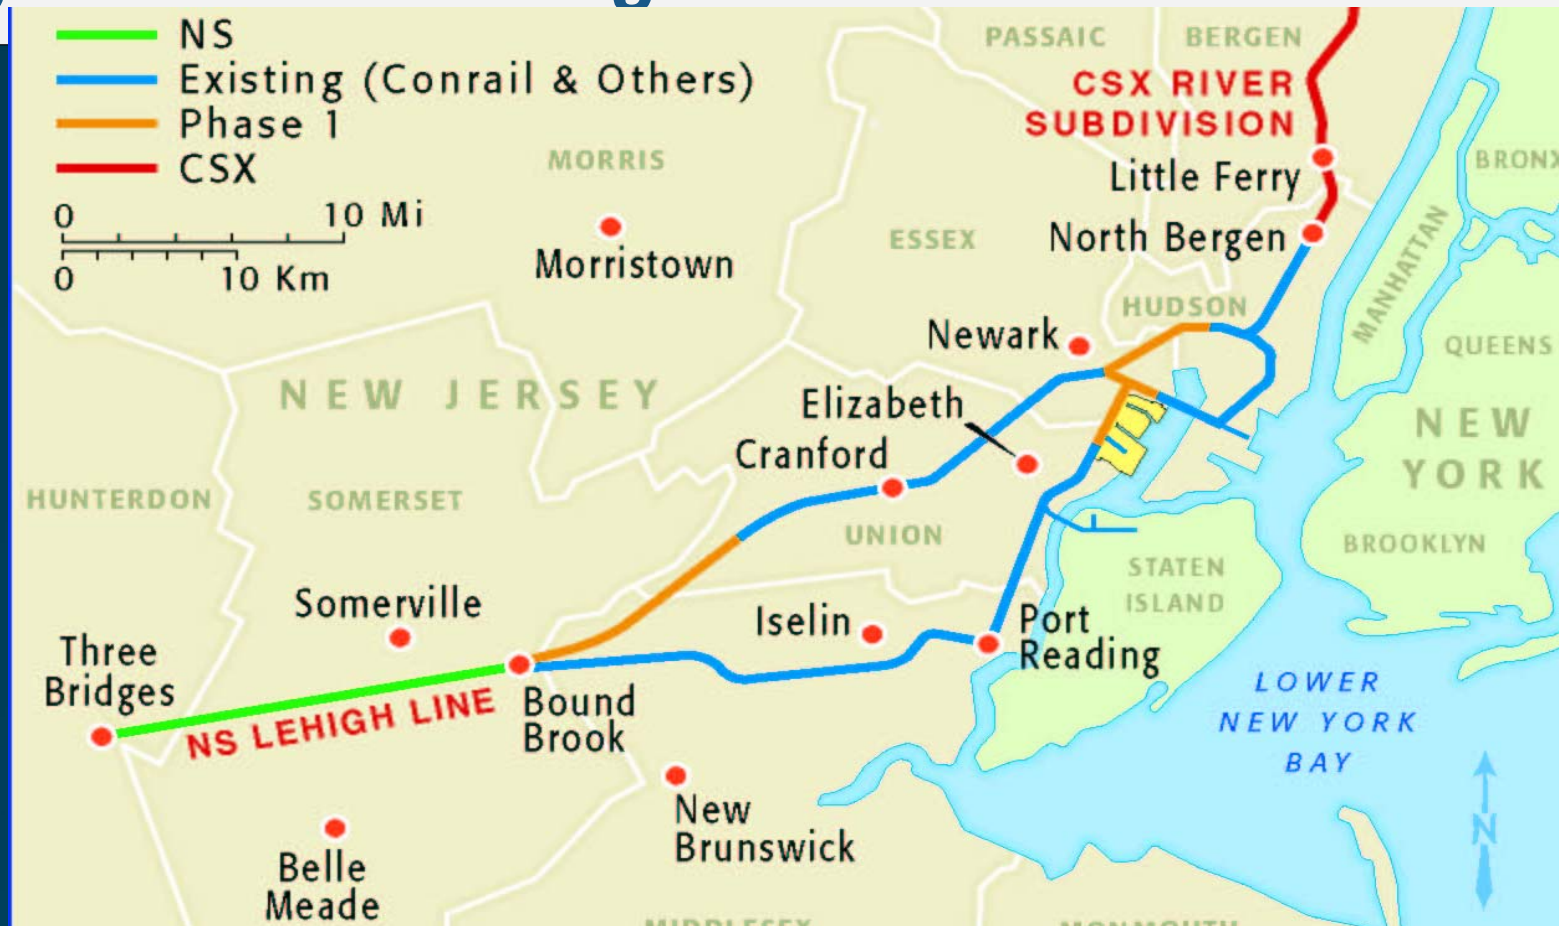 NS
Existing (Conrail & Others)
Phase 1
CSX
0 10 Mi
0 10 Km
PASSAIC
BERGEN
CSX RIVER
SUBDIVISION
MORRIS
Little Ferry
BRONX
Morristown
ESSEX
North Bergen
MANHATTAN
HUDSON
Newark
QUEENS
NEW JERSEY
Elizabeth
NEW
YORK
Cranford
HUNTERDON
SOMERSET
UNION
BROOKLYN
STATEN
ISLAND
Somerville
Iselin
Port
Reading
Three
Bridges
NS LEHIGH LINE
Bound
Brook
LOWER
NEW YORK
BAY
New
Brunswick
N
Belle
Meade
MIDDLESEX
MONMOUTH